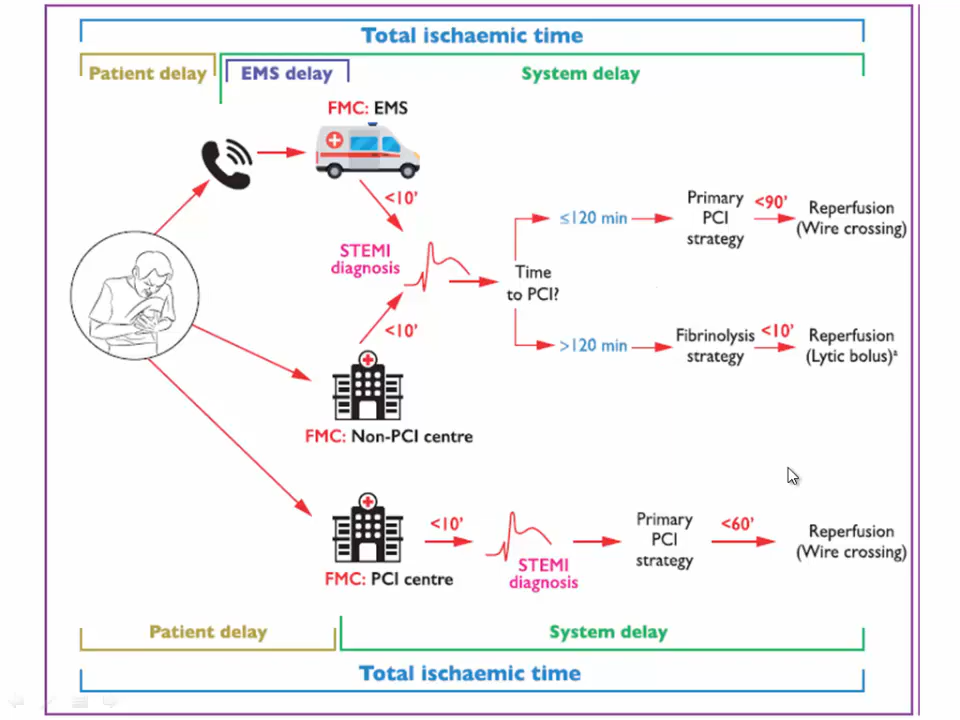 Total ischaemic time
Patient delay
EMS delay
System delay
FMC: EMS
<10’
STEMI
diagnosis
<10’
Time
to PCI?
≤120 min
Primary
PCI
strategy
<90’
Reperfusion
(Wire crossing)
>120 min
Fibrinolysis
strategy
<10’
Reperfusion
(Lytic bolus)ᵃ
FMC: Non-PCI centre
FMC: PCI centre
<10’
STEMI
diagnosis
Primary
PCI
strategy
<60’
Reperfusion
(Wire crossing)
Patient delay
System delay
Total ischaemic time